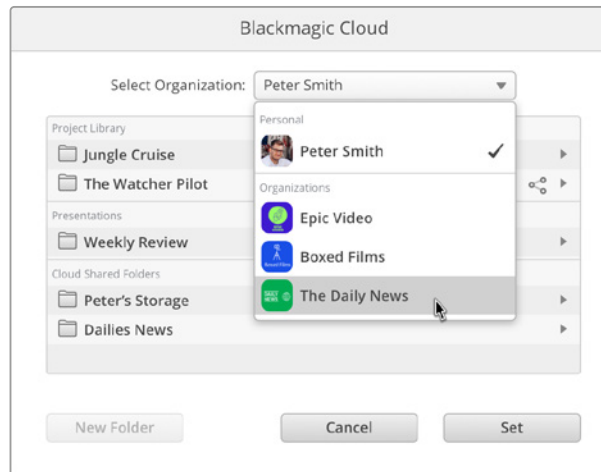 Blackmagic Cloud
Select Organization: Peter Smith
Personal
Peter Smith
Organizations
Epic Video
Boxed Films
The Daily News
Project Library
Jungle Cruise
The Watcher Pilot
Presentations
Weekly Review
Cloud Shared Folders
Peter's Storage
Dailies News
New Folder
Cancel
Set